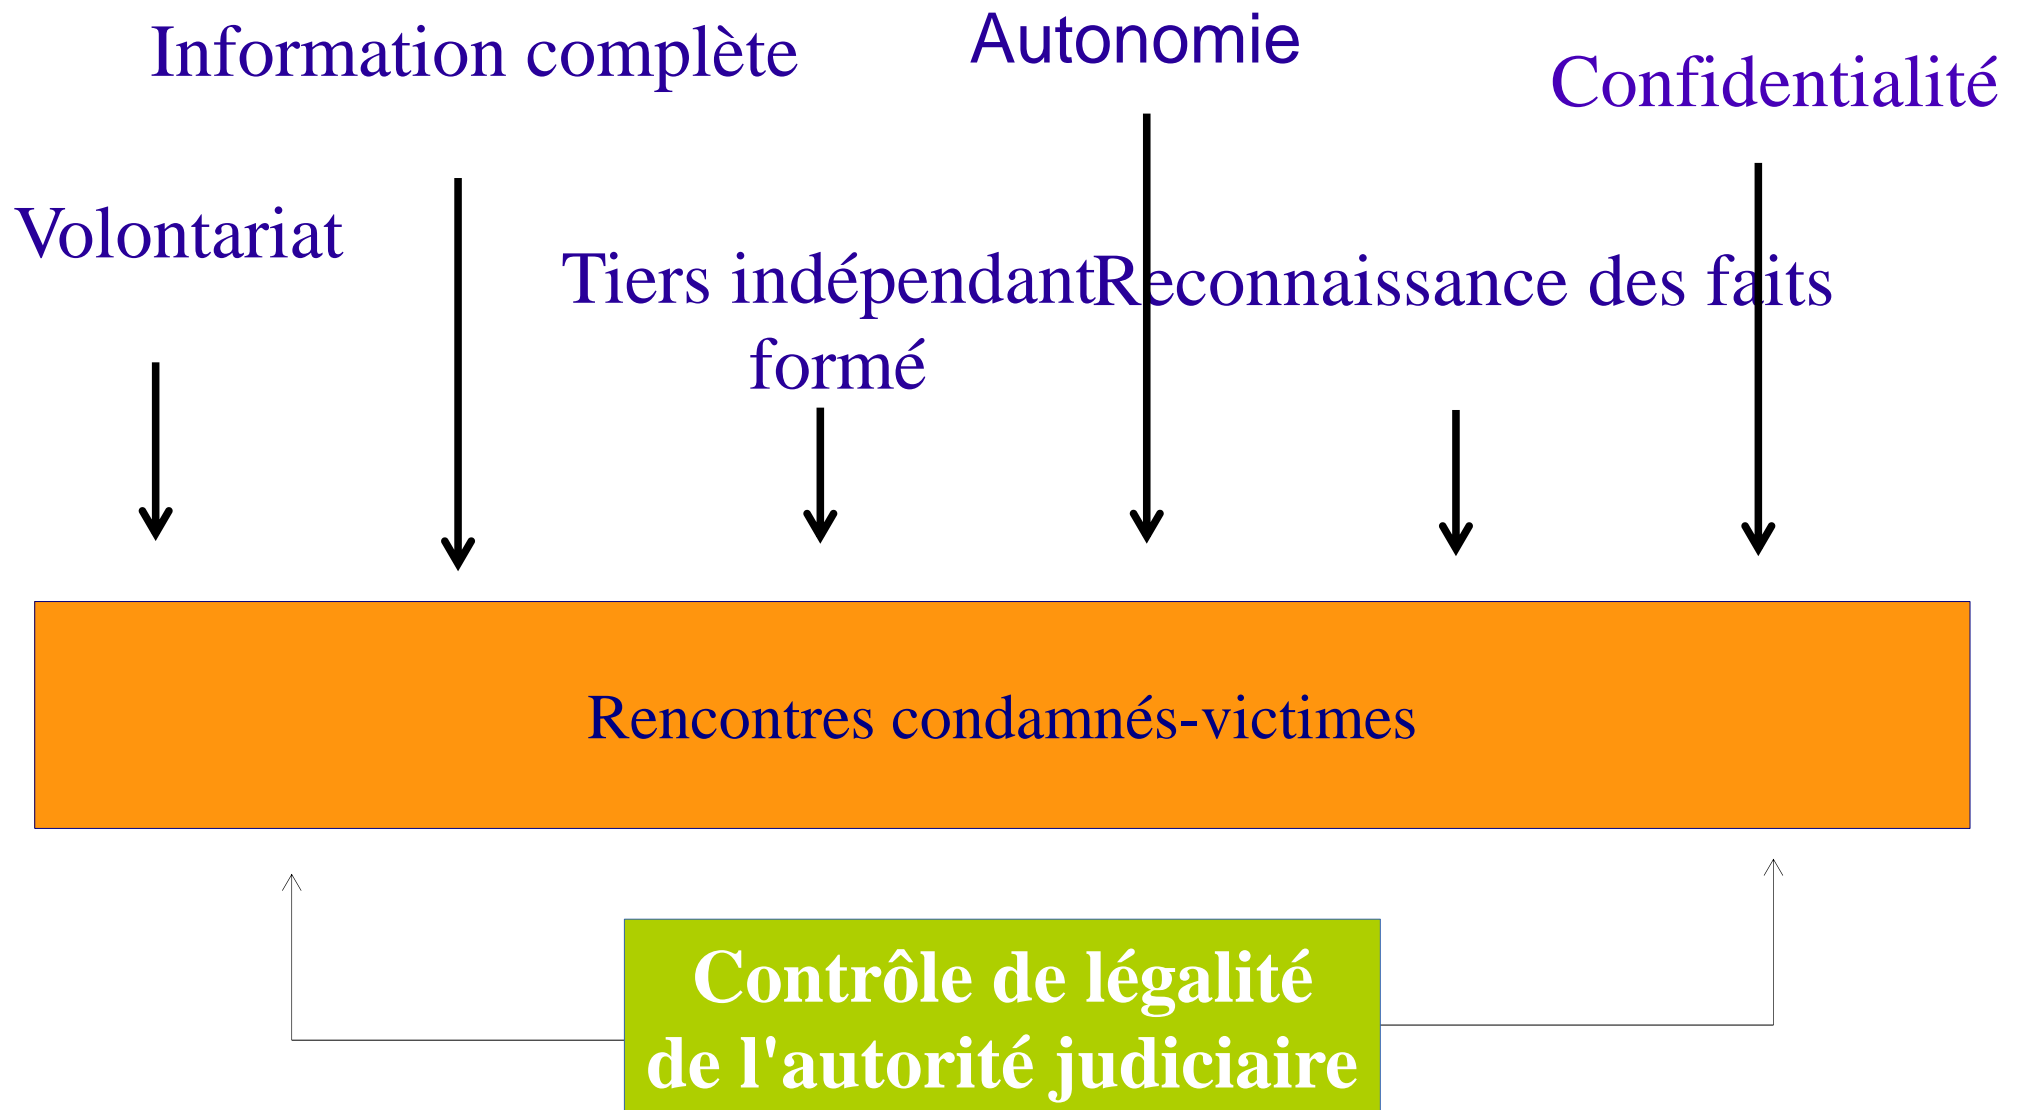 Information complète
Autonomie
Confidentialité
Volontariat
Tiers indépendant
formé
Reconnaissance des faits
Rencontres condamnés-victimes
Contrôle de légalité
de l'autorité judiciaire